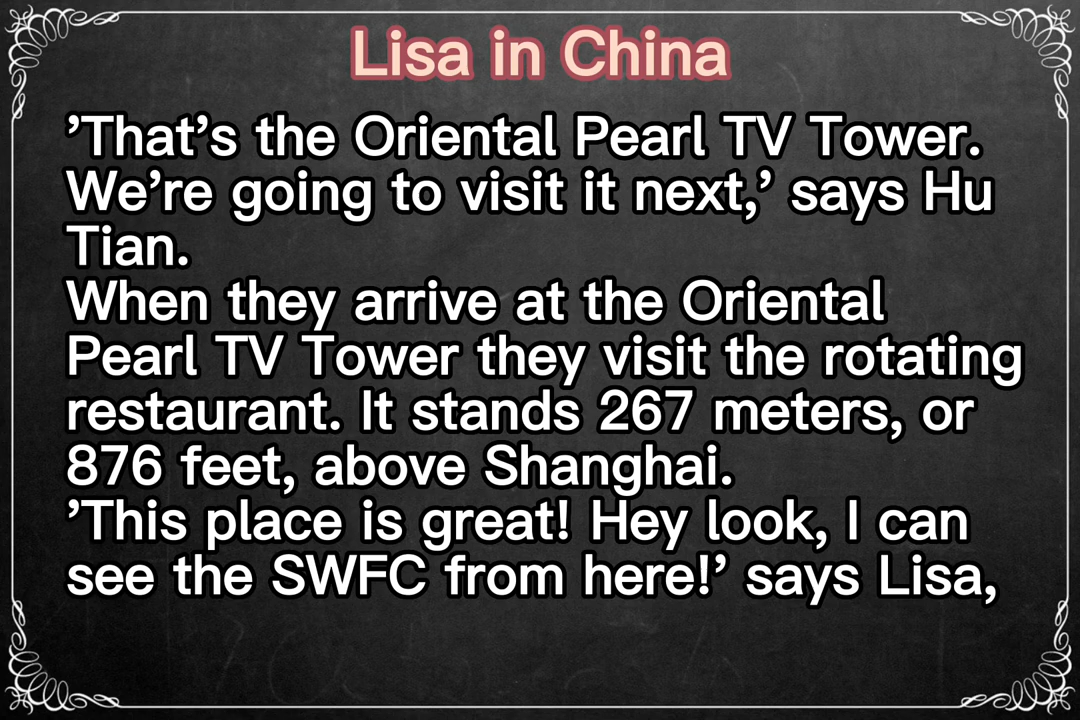 Lisa in China
’That’s the Oriental Pearl TV Tower.
We’re going to visit it next,’ says Hu
Tian.
When they arrive at the Oriental
Pearl TV Tower they visit the rotating
restaurant. It stands 267 meters, or
876 feet, above Shanghai.
’This place is great! Hey look, I can
see the SWFC from here!’ says Lisa,